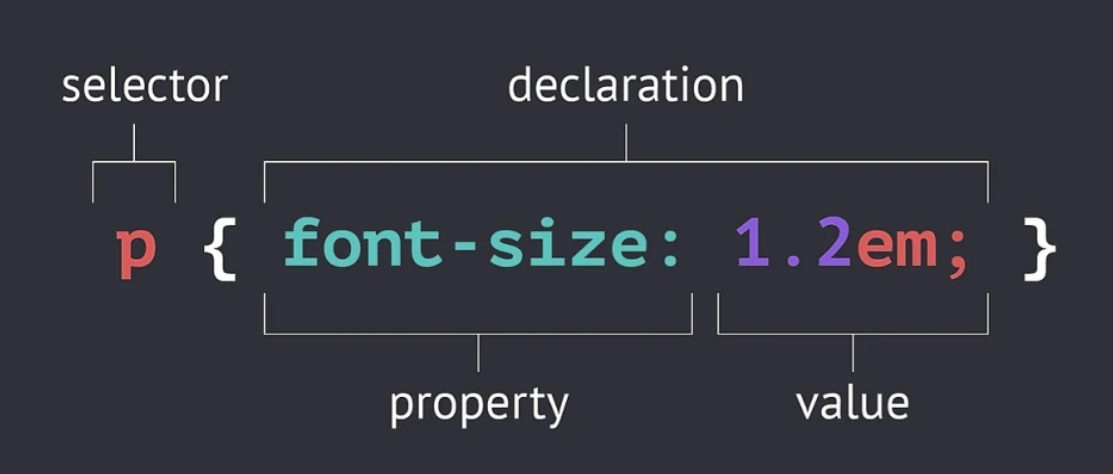 selector declaration
p { font-size: 1.2em; }
property value